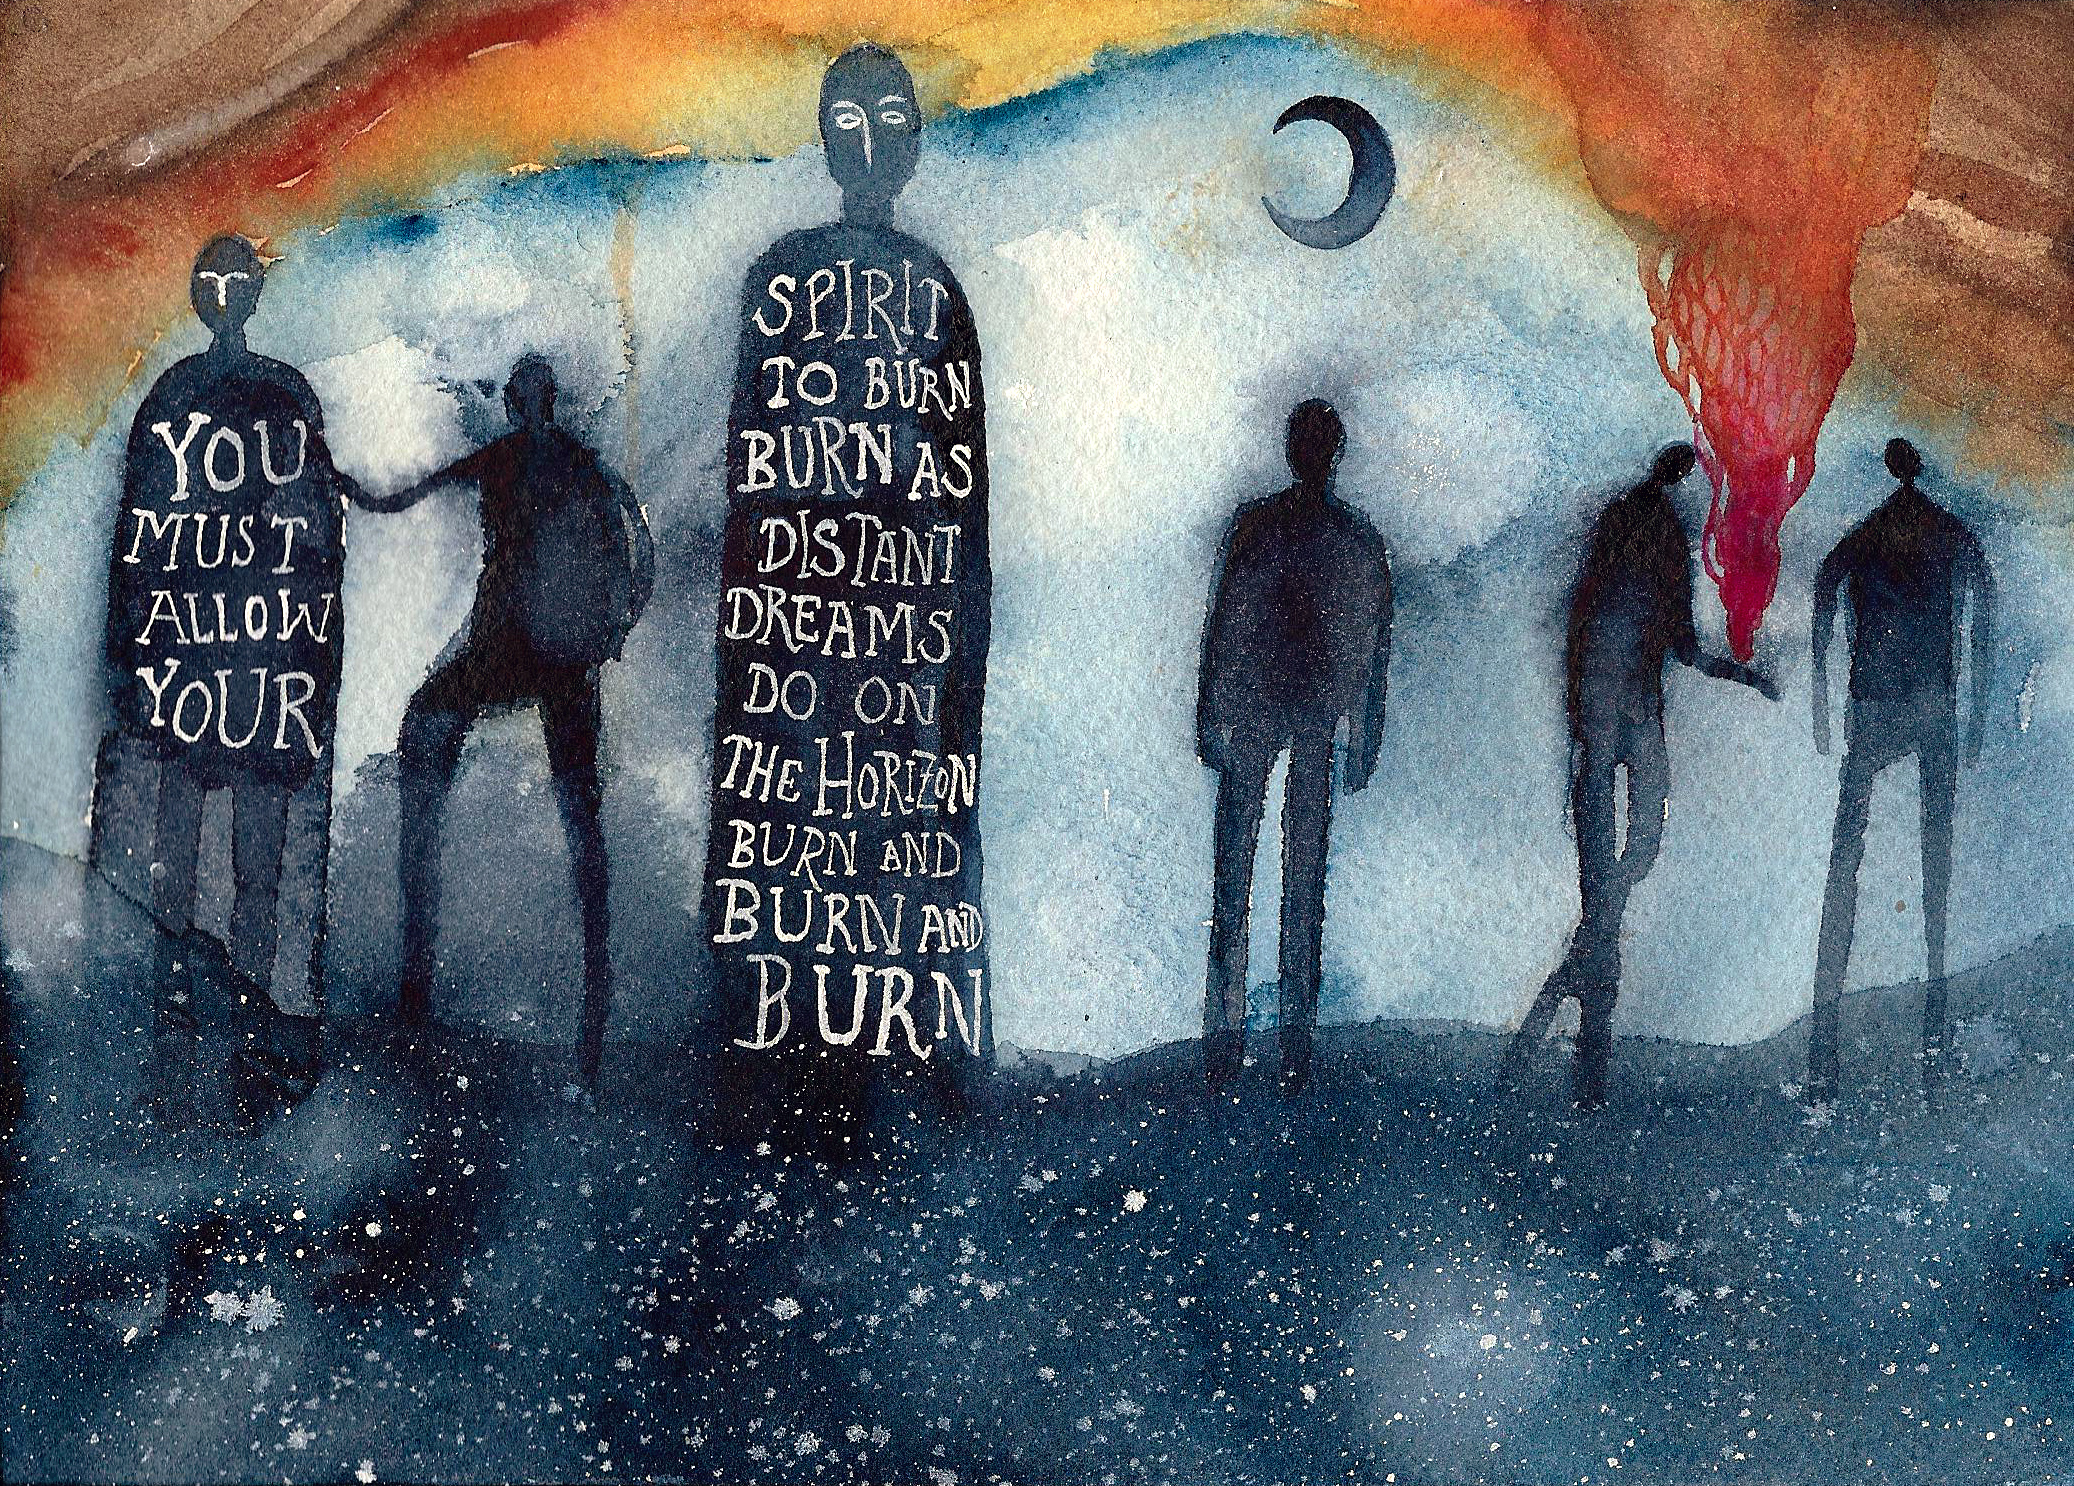 YOU
MUST
ALLOW
YOUR
SPIRIT
TO BURN
BURN AS
DISTANT
DREAMS
DO ON
THE HORIZON
BURN AND
BURN AND
BURN